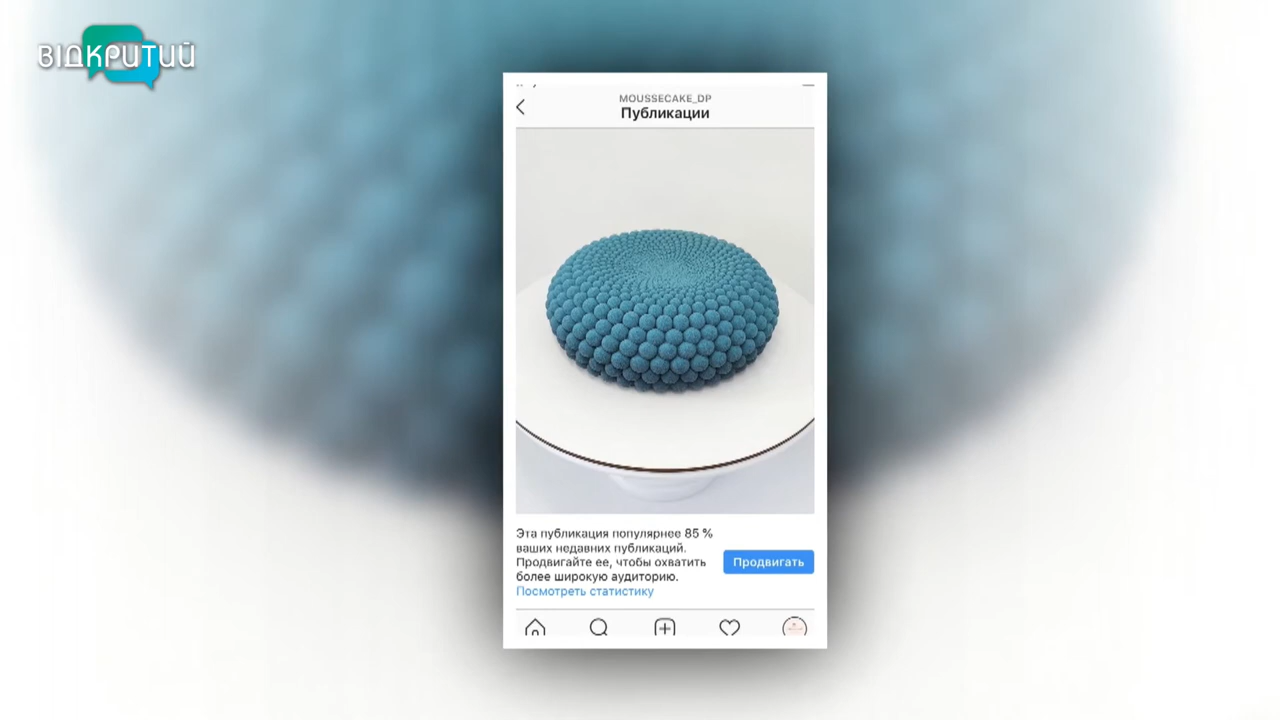 ВІДКРИТИЙ
MOUSSECAKE_DP
Публикации
Эта публикация популярнее 85 %
ваших недавних публикаций.
Продвигайте ее, чтобы охватить
более широкую аудиторию.
Продвигать
Посмотреть статистику